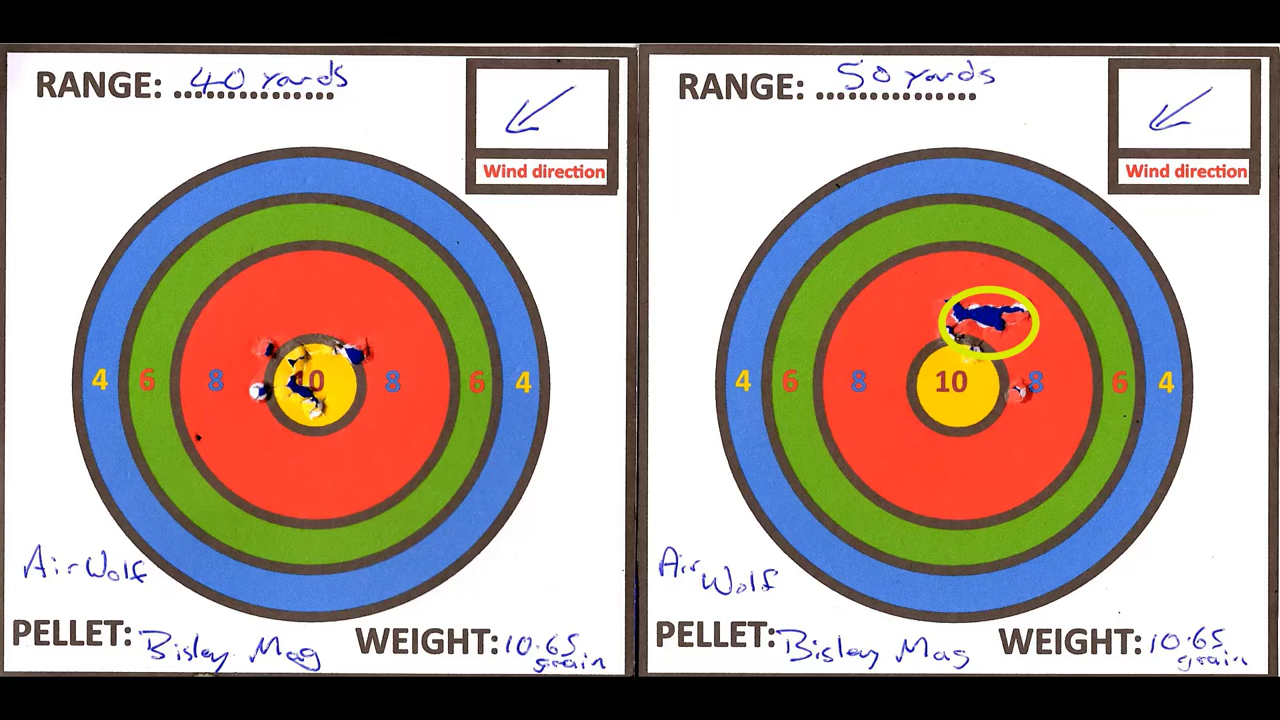 RANGE: 40 yards
Wind direction
4 6 8 10 8 6 4
Air Wolf
PELLET: Bisley Mag WEIGHT: 10.65 grain
RANGE: 50 yards
Wind direction
4 6 8 10 8 6 4
Air
Wolf
PELLET: Bisley Mag WEIGHT: 10.65 grain